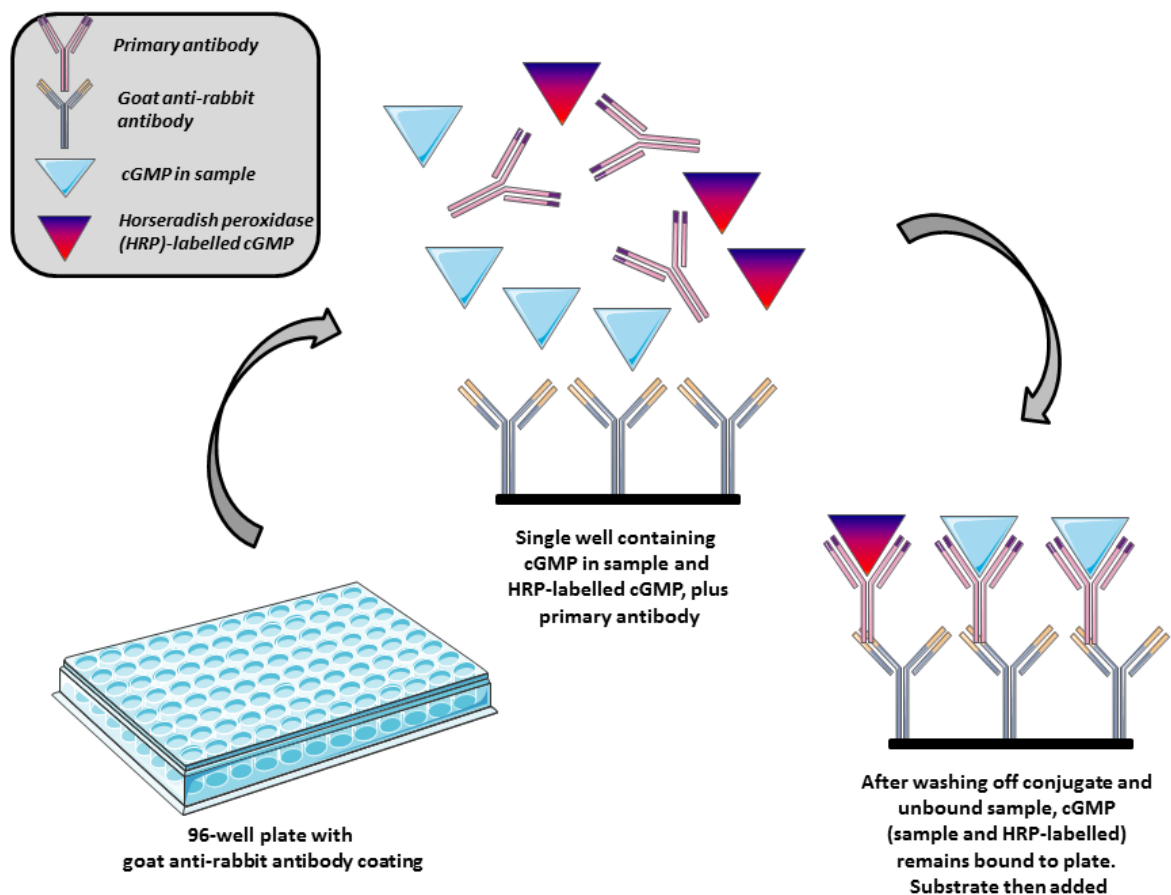 Primary antibody
Goat anti-rabbit
antibody
cGMP in sample
Horseradish peroxidase
(HRP)-labelled cGMP
Single well containing
cGMP in sample and
HRP-labelled cGMP, plus
primary antibody
96-well plate with
goat anti-rabbit antibody coating
After washing off conjugate and
unbound sample, cGMP
(sample and HRP-labelled)
remains bound to plate.
Substrate then added